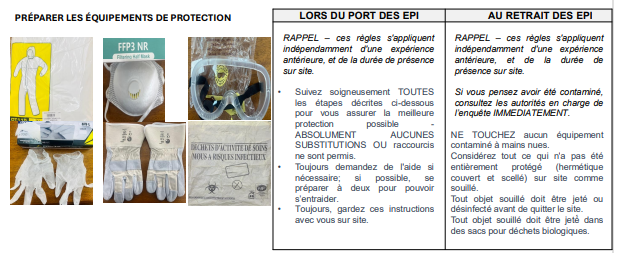 PRÉPARER LES ÉQUIPEMENTS DE PROTECTION
FFP3 NR
Filtering Half Mask
DÉCHETS D'ACTIVITÉ DE SOINS
MOUS A RISQUES INFECTIEUX
LORS DU PORT DES EPI
RAPPEL – ces règles s'appliquent
indépendamment d'une expérience
antérieure, et de la durée de présence
sur site.
• Suivez soigneusement TOUTES
les étapes décrites ci-dessous
pour vous assurer la meilleure
protection possible -
ABSOLUMENT AUCUNES
SUBSTITUTIONS OU raccourcis
ne sont permis.
• Toujours demandez de l'aide si
nécessaire; si possible, se
préparer à deux pour pouvoir
s'entraider.
• Toujours, gardez ces instructions
avec vous sur site.
AU RETRAIT DES EPI
RAPPEL – ces règles s'appliquent
indépendamment d'une expérience
antérieure, et de la durée de
présence sur site.
Si vous pensez avoir été contaminé,
consultez les autorités en charge de
l'enquête IMMEDIATEMENT.
NE TOUCHEZ aucun équipement
contaminé à mains nues.
Considérez tout ce qui n'a pas été
entièrement protégé (hermétique
couvert et scellé) sur site comme
souillé.
Tout objet souillé doit être jeté ou
désinfecté avant de quitter le site.
Tout objet souillé doit être jeté dans
des sacs pour déchets biologiques.